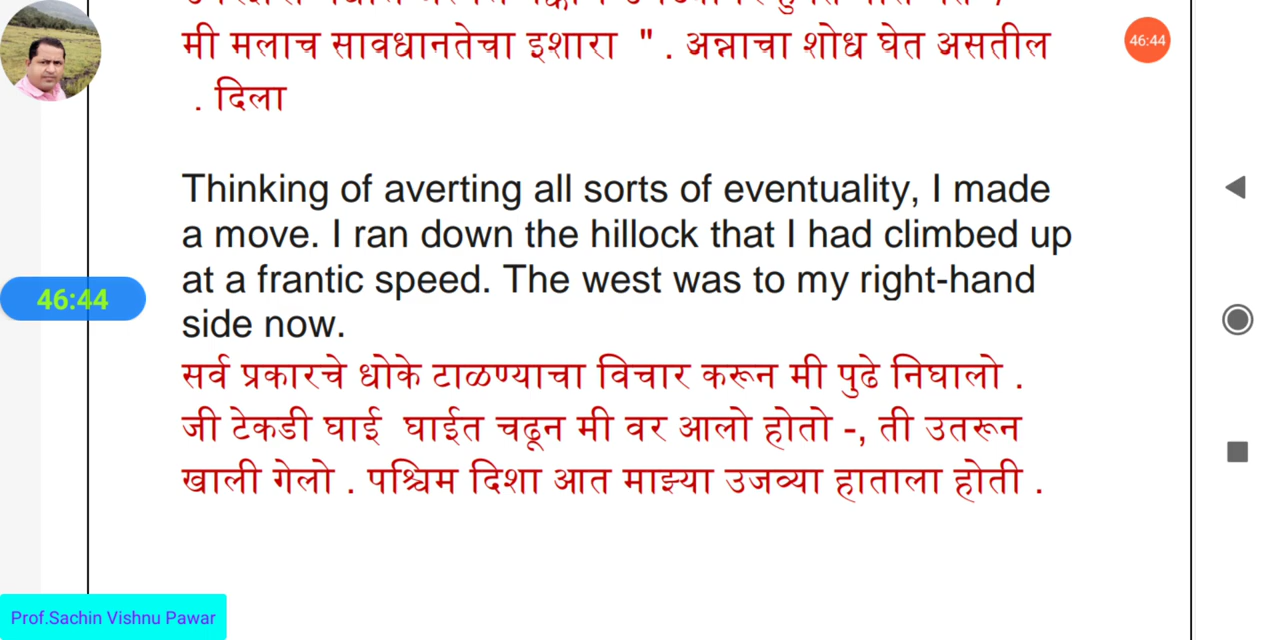 मी मलाच सावधानतेचा इशारा " . अन्नाचा शोध घेत असतील
. दिला
46:44
Thinking of averting all sorts of eventuality, I made
a move. I ran down the hillock that I had climbed up
at a frantic speed. The west was to my right-hand
side now.
46:44
सर्व प्रकारचे धोके टाळण्याचा विचार करून मी पुढे निघालो .
जी टेकडी घाई घाईत चढून मी वर आलो होतो -, ती उतरून
खाली गेलो . पश्चिम दिशा आत माझ्या उजव्या हाताला होती .
Prof.Sachin Vishnu Pawar